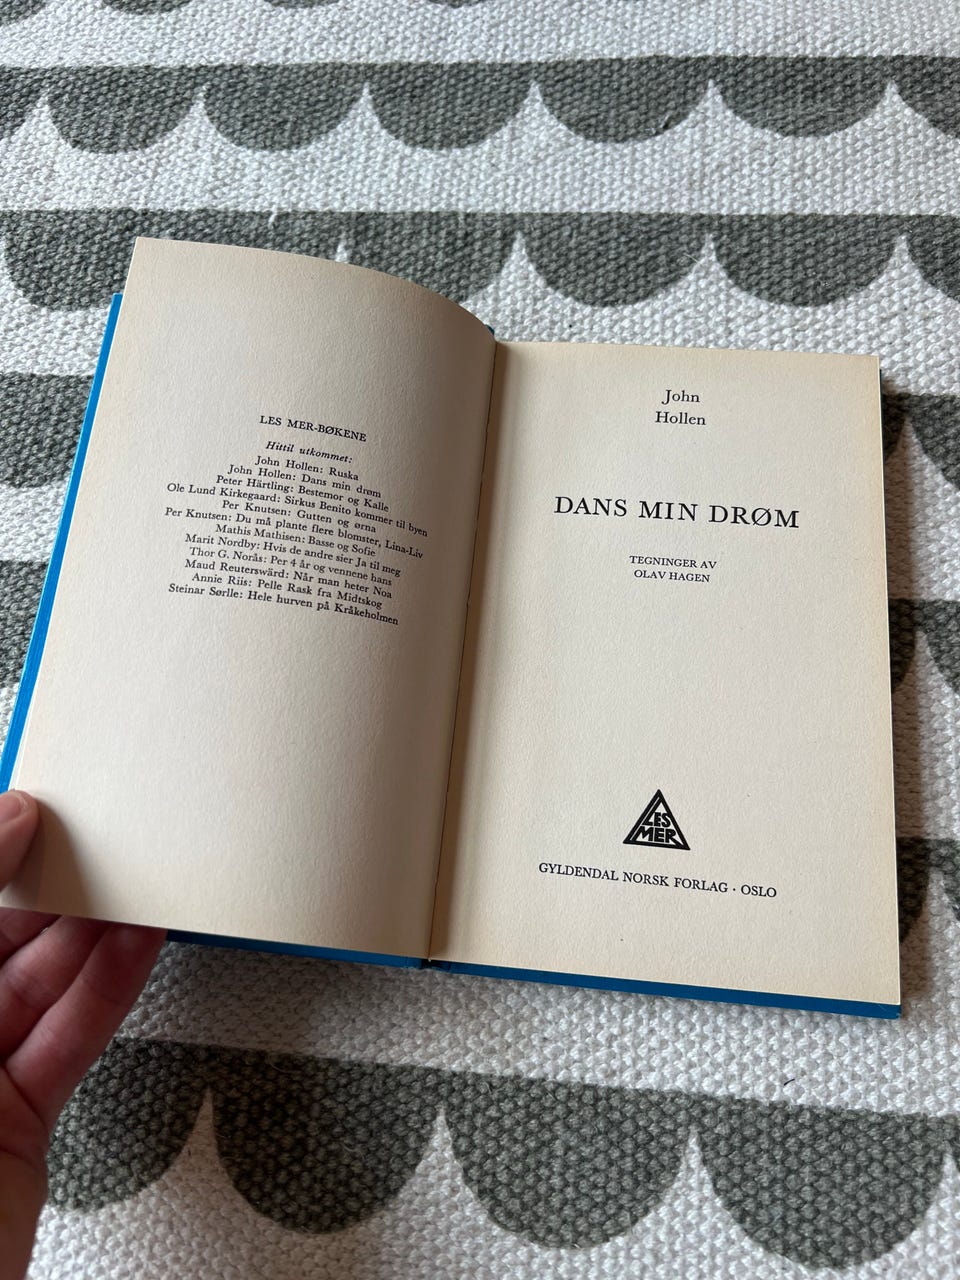 LES MER-BØKENE
Hittil utkommet:
John Hollen: Ruska
John Hollen: Dans min drøm
Peter Härtling: Bestemor og Kalle
Ole Lund Kirkegaard: Sirkus Benito kommer til byen
Per Knutsen: Gutten og ørna
Per Knutsen: Du må plante flere blomster, Lina-Liv
Mathis Mathisen: Basse og Sofie
Marit Nordby: Hvis de andre sier Ja til meg
Thor G. Norås: Per 4 år og vennene hans
Maud Reuterswärd: Når man heter Noa
Annie Riis: Pelle Rask fra Midtskog
Steinar Sørlle: Hele hurven på Kråkeholmen
John
Hollen
DANS MIN DRØM
TEGNINGER AV
OLAV HAGEN
LES
MER
GYLDENDAL NORSK FORLAG · OSLO